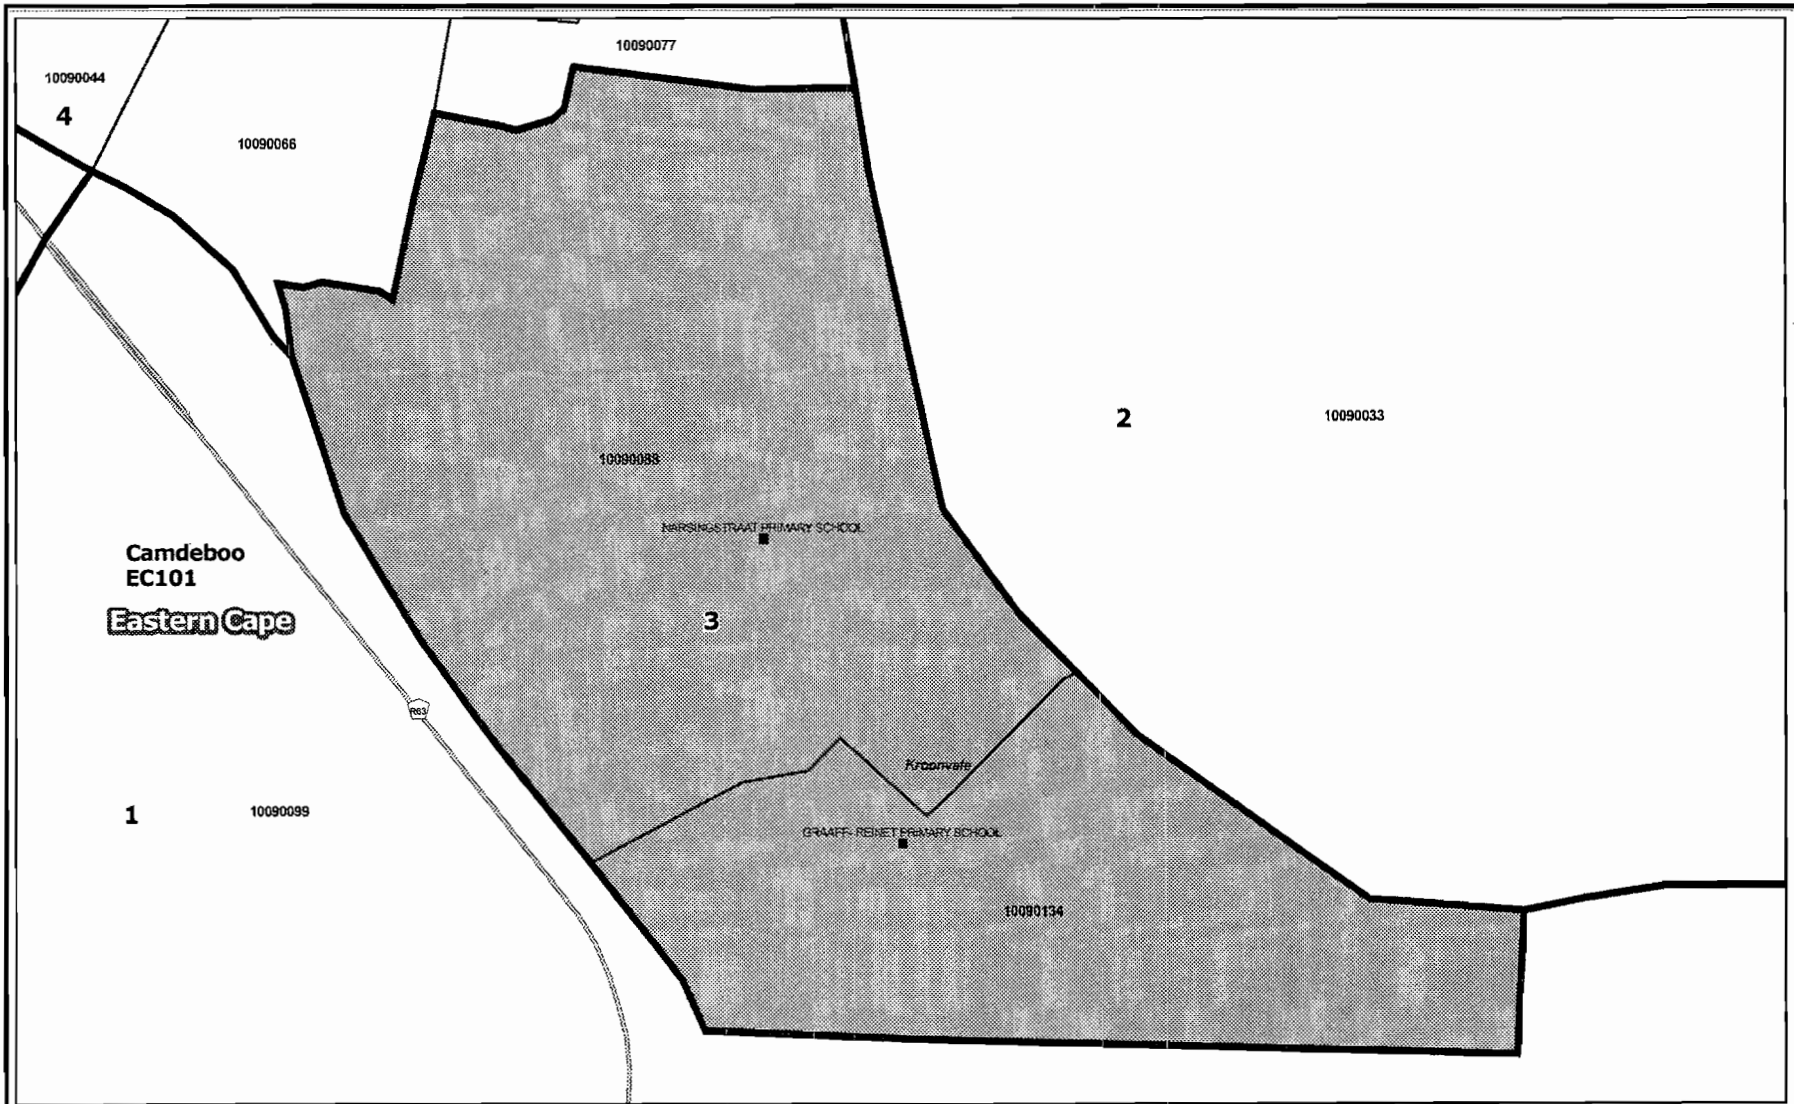 10090077
10090044
4
10090066
2
10090033
10090088
NARSINGSTRAAT PRIMARY SCHOOL
Camdeboo
EC101
Eastern Cape
3
R63
Kroonvale
1
10090099
GRAAFF- REINET PRIMARY SCHOOL
10090134